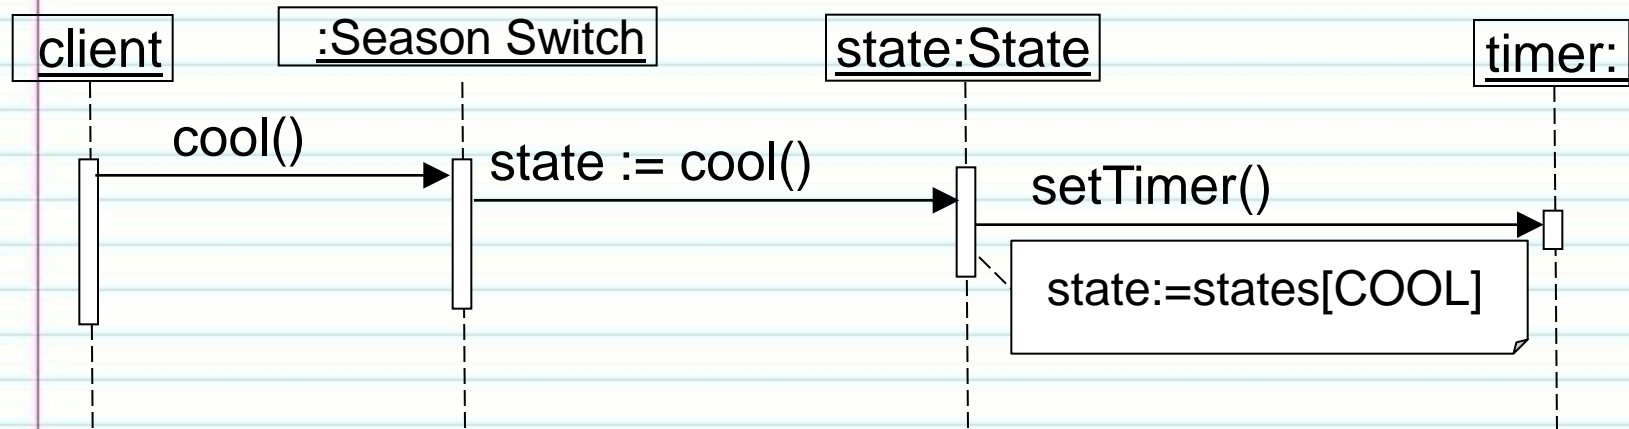 client
:Season Switch
state:State
timer:
cool()
state := cool()
setTimer()
state:=states[COOL]